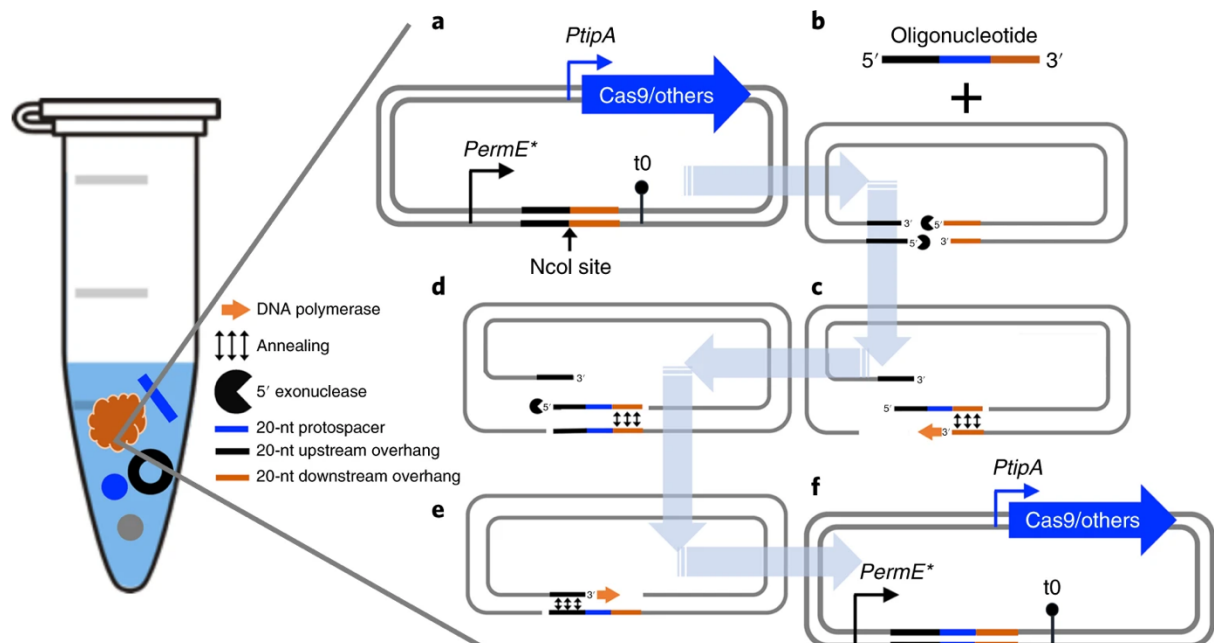 a
PtipA
Cas9/others
PermE*
t0
NcoI site
b
Oligonucleotide
5′ 3′
+
3′ 5′
5′ 3′
d
3′
5′
c
3′
5′
3′
DNA polymerase
Annealing
5′ exonuclease
20-nt protospacer
20-nt upstream overhang
20-nt downstream overhang
e
3′
f
PtipA
Cas9/others
PermE*
t0